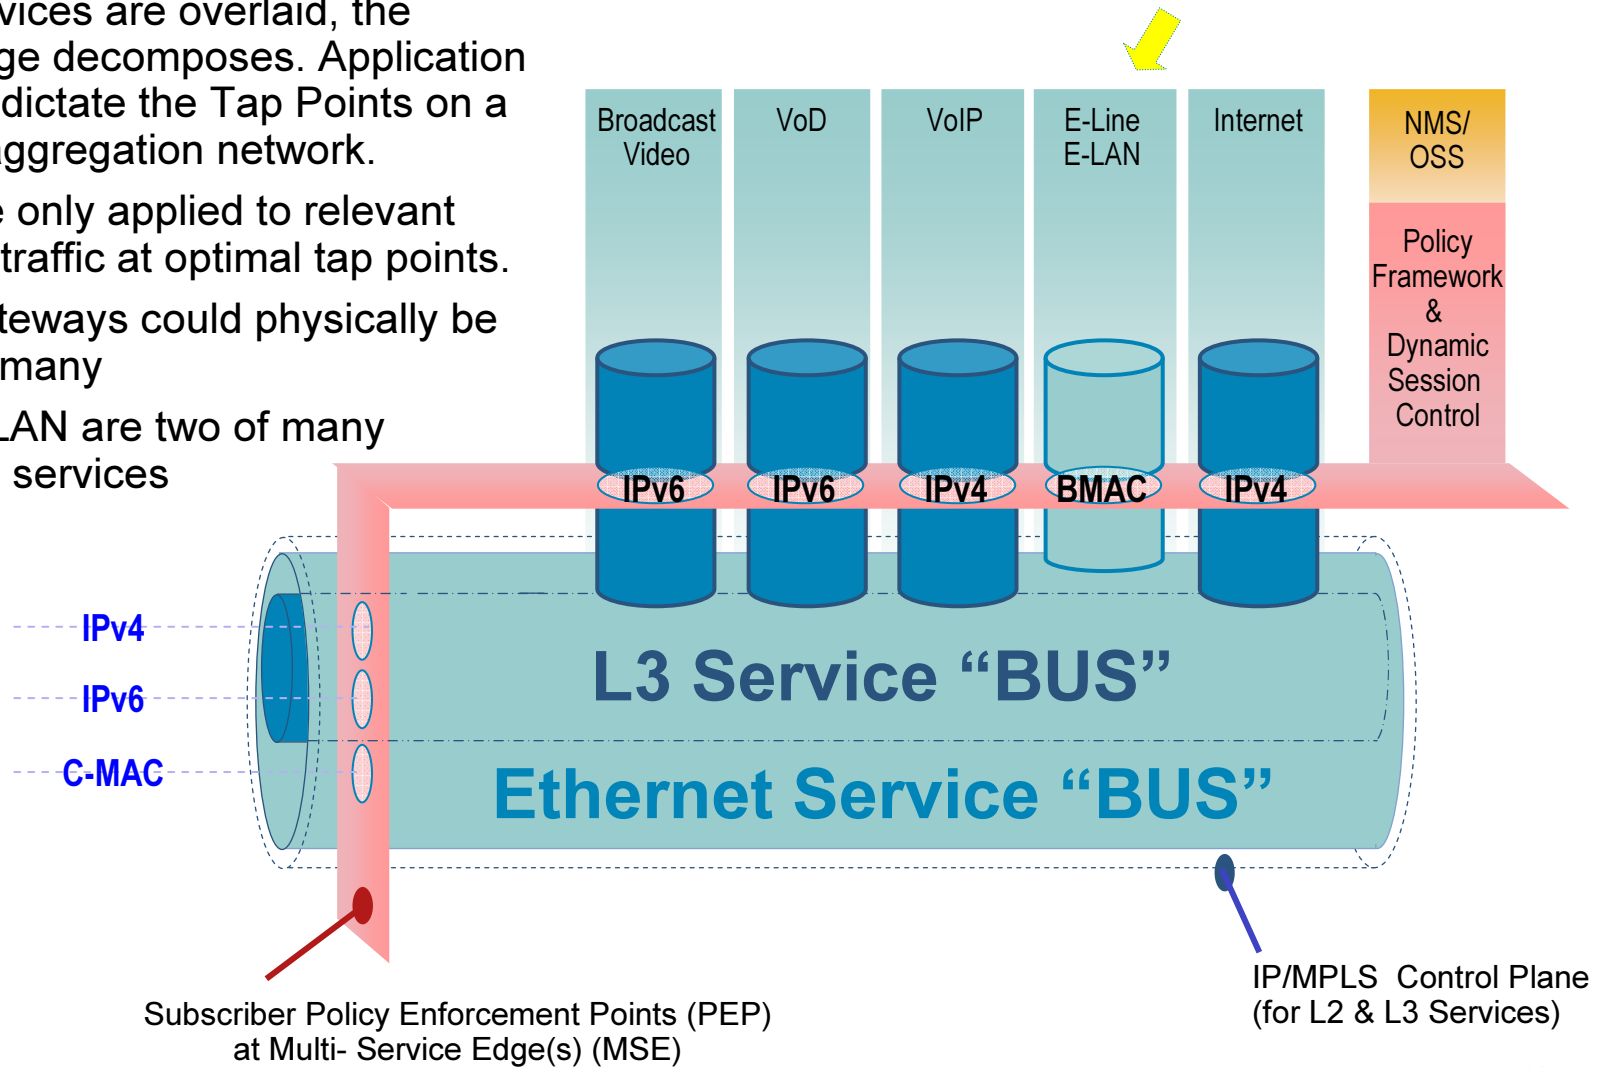 vices are overlaid, the
ge decomposes. Application
dictate the Tap Points on a
aggregation network.
e only applied to relevant
traffic at optimal tap points.
teways could physically be
many
LAN are two of many
services
Broadcast
Video
VoD
VoIP
E-Line
E-LAN
Internet
NMS/
OSS
Policy
Framework
&
Dynamic
Session
Control
IPv6
IPv6
IPv4
BMAC
IPv4
IPv4
IPv6
C-MAC
L3 Service “BUS”
Ethernet Service “BUS”
Subscriber Policy Enforcement Points (PEP)
at Multi- Service Edge(s) (MSE)
IP/MPLS Control Plane
(for L2 & L3 Services)